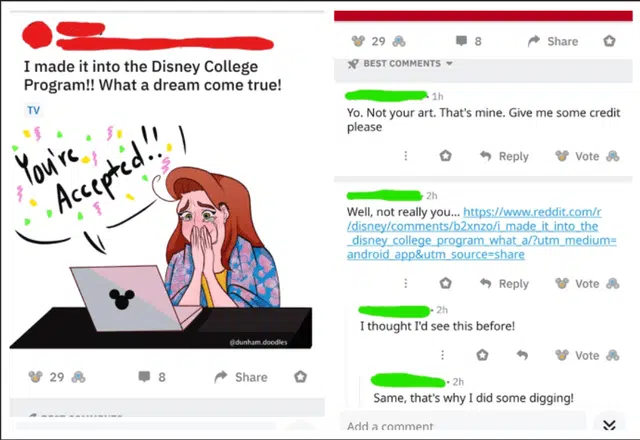 I made it into the Disney College
Program!! What a dream come true!
TV
You're
Accepted!!
@dunham.doodles
29
8
Share
29
8
Share
BEST COMMENTS
1h
Yo. Not your art. That's mine. Give me some credit
please
Reply
Vote
2h
Well, not really you... https://www.reddit.com/r
/disney/comments/b2xnzo/i_made_it_into_the
_disney_college_program_what_a/?utm_medium=
android_app&utm_source=share
Reply
Vote
2h
I thought I'd see this before!
Vote
2h
Same, that's why I did some digging!
Add a comment